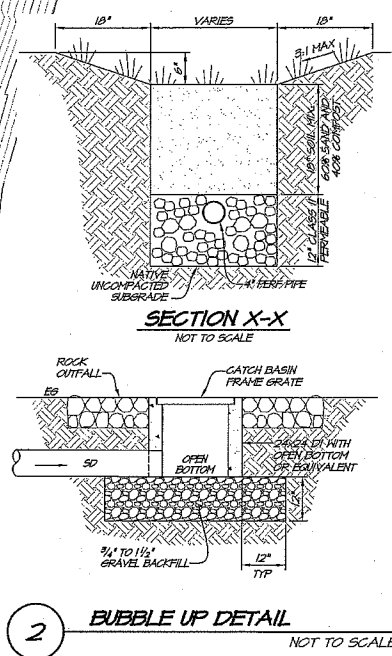 18"
VARIES
18"
6"
3:1 MAX
18" SOIL MIX,
60% SAND AND
40% COMPOST
12" CLASS II
PERMEABLE
NATIVE
UNCOMPACTED
SUBGRADE
4" PERF PIPE
SECTION X-X
NOT TO SCALE
ROCK
OUTFALL
CATCH BASIN
FRAME GRATE
EG
24x24 DI WITH
OPEN BOTTOM
OR EQUIVALENT
SD
OPEN
BOTTOM
12"
3/4" TO 1 1/2"
GRAVEL BACKFILL
12"
TYP
2
BUBBLE UP DETAIL
NOT TO SCALE